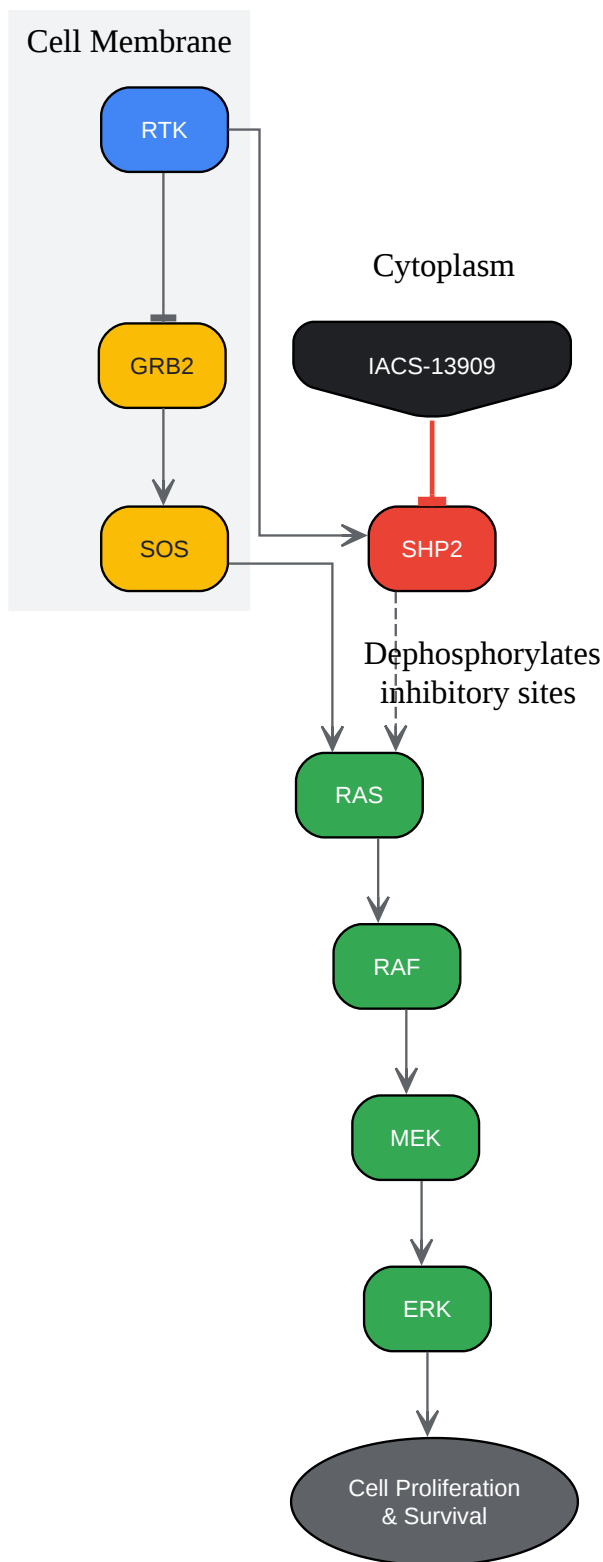 Cell Membrane
RTK
Cytoplasm
GRB2
IACS-13909
SOS
SHP2
Dephosphorylates
inhibitory sites
RAS
RAF
MEK
ERK
Cell Proliferation
& Survival